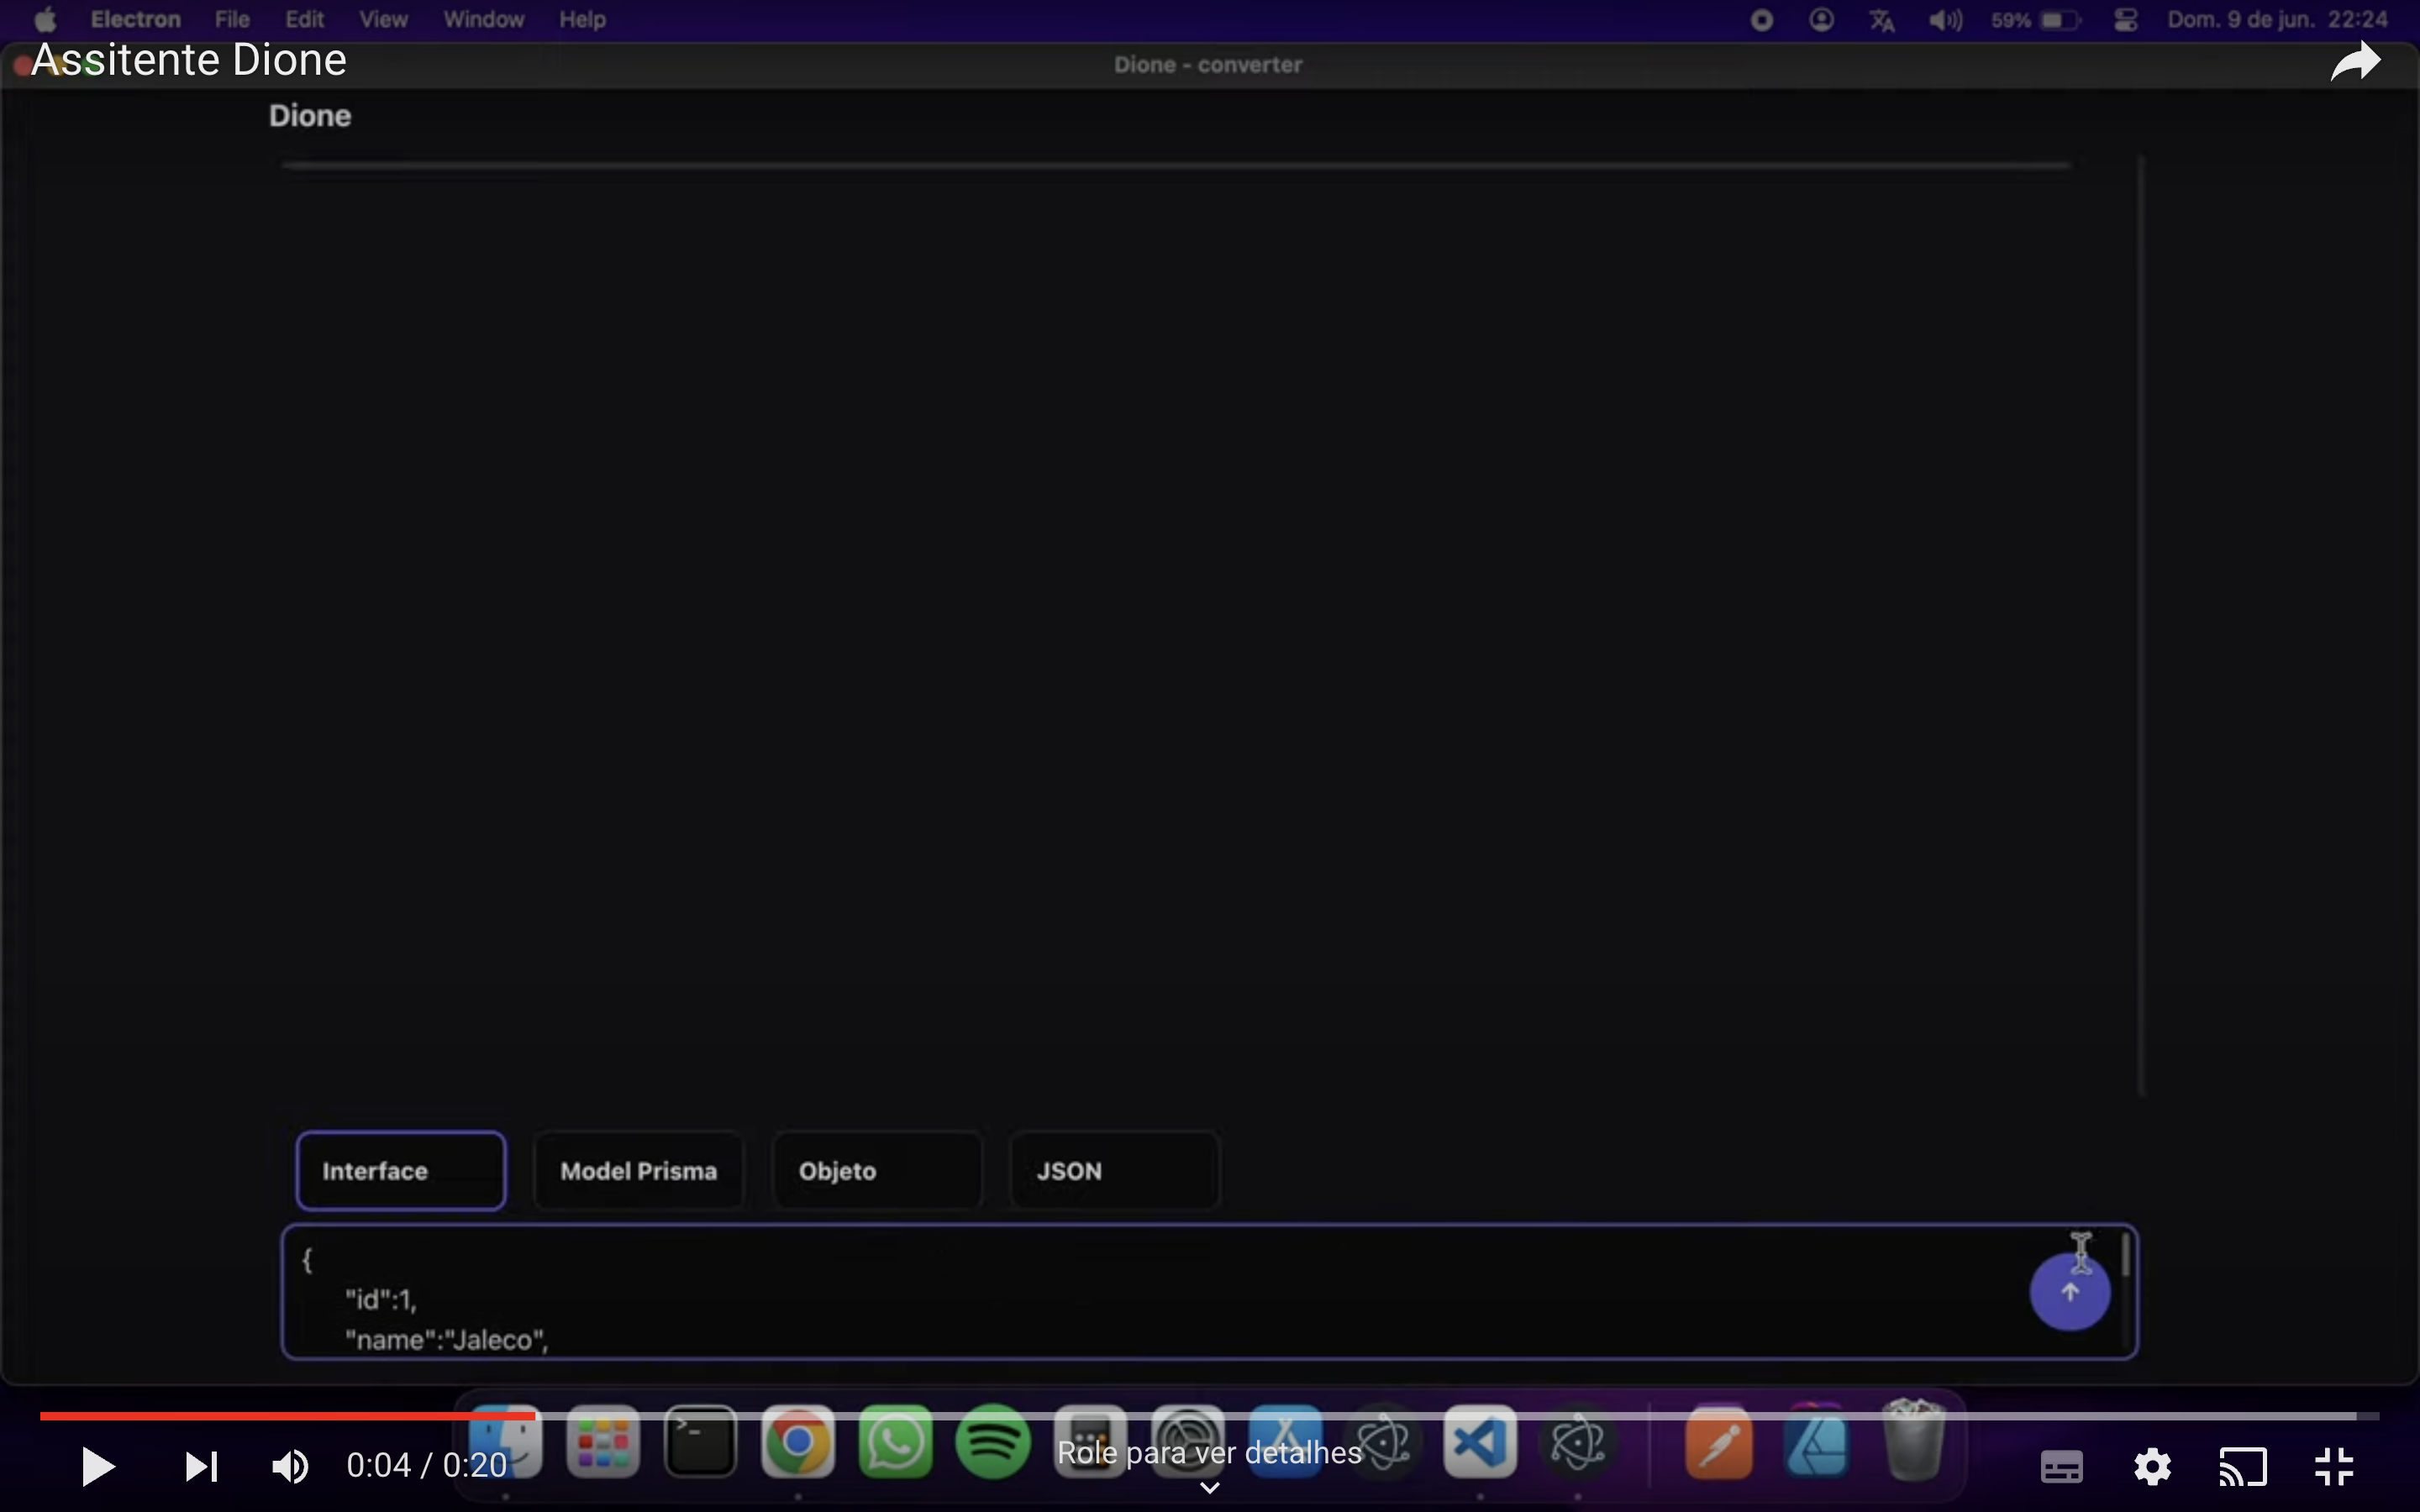 Electron File Edit View Window Help 59% Dom. 9 de jun. 22:24
Assitente Dione
Dione - converter
Dione
Interface Model Prisma Objeto JSON
{
"id":1,
"name":"Jaleco",
Role para ver detalhes
0:04 / 0:20